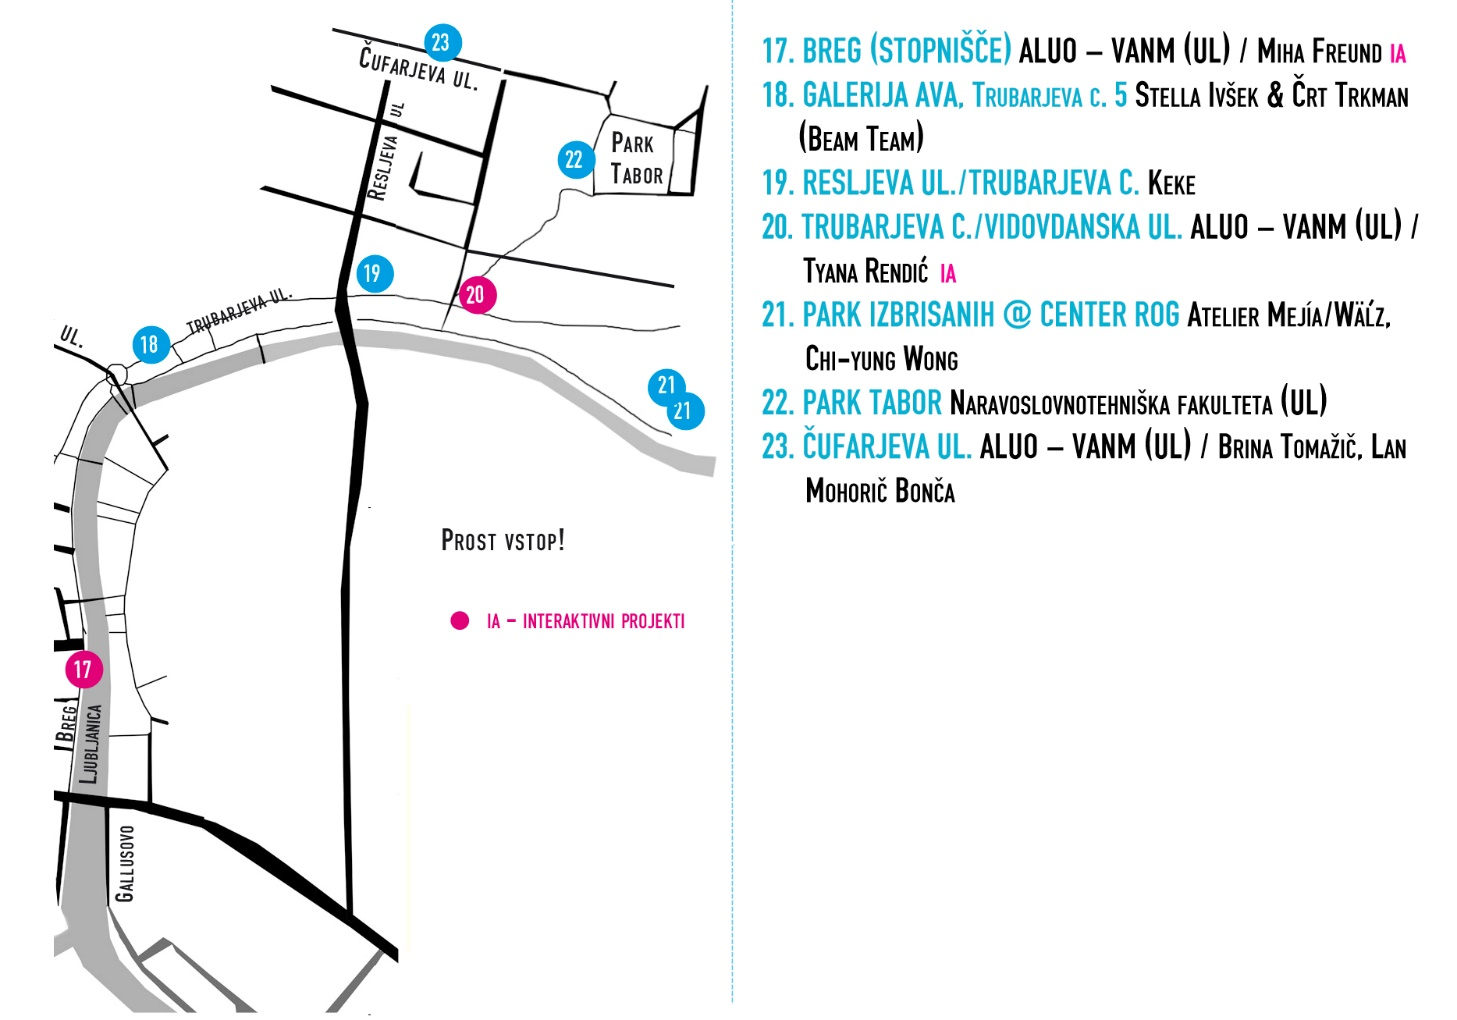 23
ČUFARJEVA UL.
RESLJEVA UL
22
PARK
TABOR
19
20
TRUBARJEVA UL.
UL.
18
21
21
PROST VSTOP!
IA – INTERAKTIVNI PROJEKTI
17
BREG
LJUBLJANICA
GALLUSOVO
17. BREG (STOPNIŠČE) ALUO – VANM (UL) / MIHA FREUND IA
18. GALERIJA AVA, TRUBARJEVA C. 5 STELLA IVŠEK & ČRT TRKMAN
(BEAM TEAM)
19. RESLJEVA UL./TRUBARJEVA C. KEKE
20. TRUBARJEVA C./VIDOVDANSKA UL. ALUO – VANM (UL) /
TYANA RENDIĆ IA
21. PARK IZBRISANIH @ CENTER ROG ATELIER MEJÍA/WÄLZ,
CHI-YUNG WONG
22. PARK TABOR NARAVOSLOVNOTEHNIŠKA FAKULTETA (UL)
23. ČUFARJEVA UL. ALUO – VANM (UL) / BRINA TOMAŽIČ, LAN
MOHORIČ BONČA